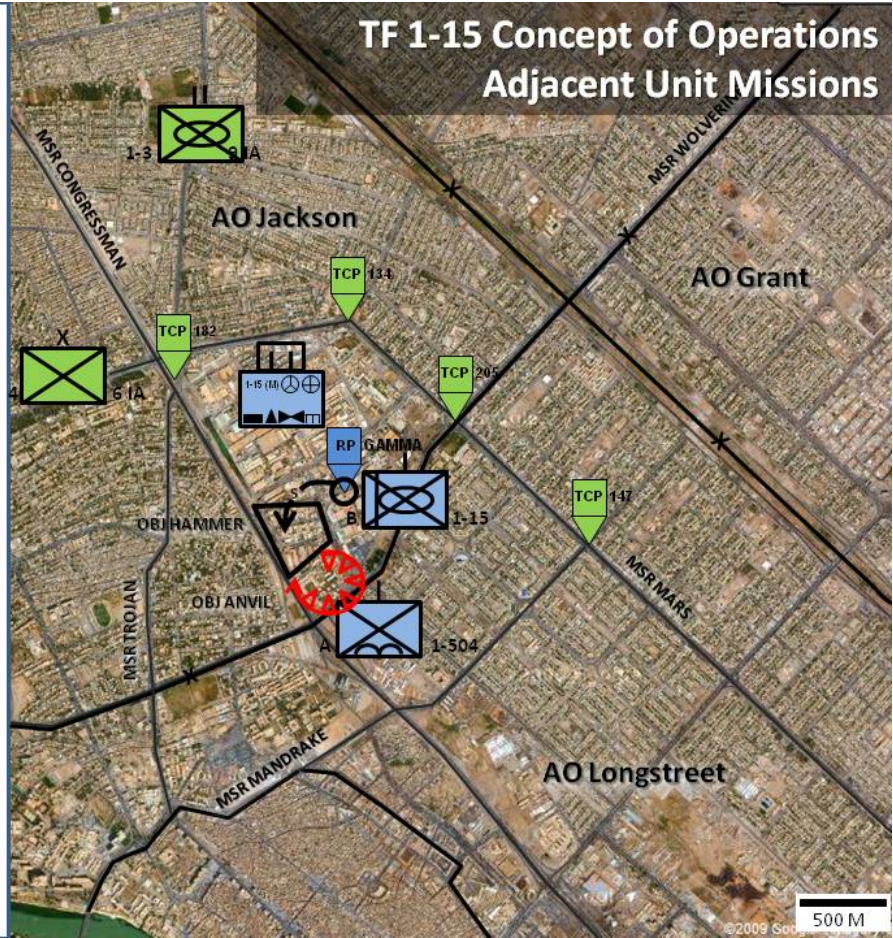 TF 1-15 Concept of Operations
Adjacent Unit Missions
MSR CONGRESSMAN
1-3
IA
MSR WOLVERIN
AO Jackson
AO Grant
TCP 134
TCP 182
X
4
6 IA
1-15 (M)
TCP 205
RP GAMMA
S
B
1-15
TCP 147
OBJ HAMMER
OBJ ANVIL
MSR TROJAN
A
1-504
MSR MARS
MSR MANDRAKE
AO Longstreet
500 M
©2009